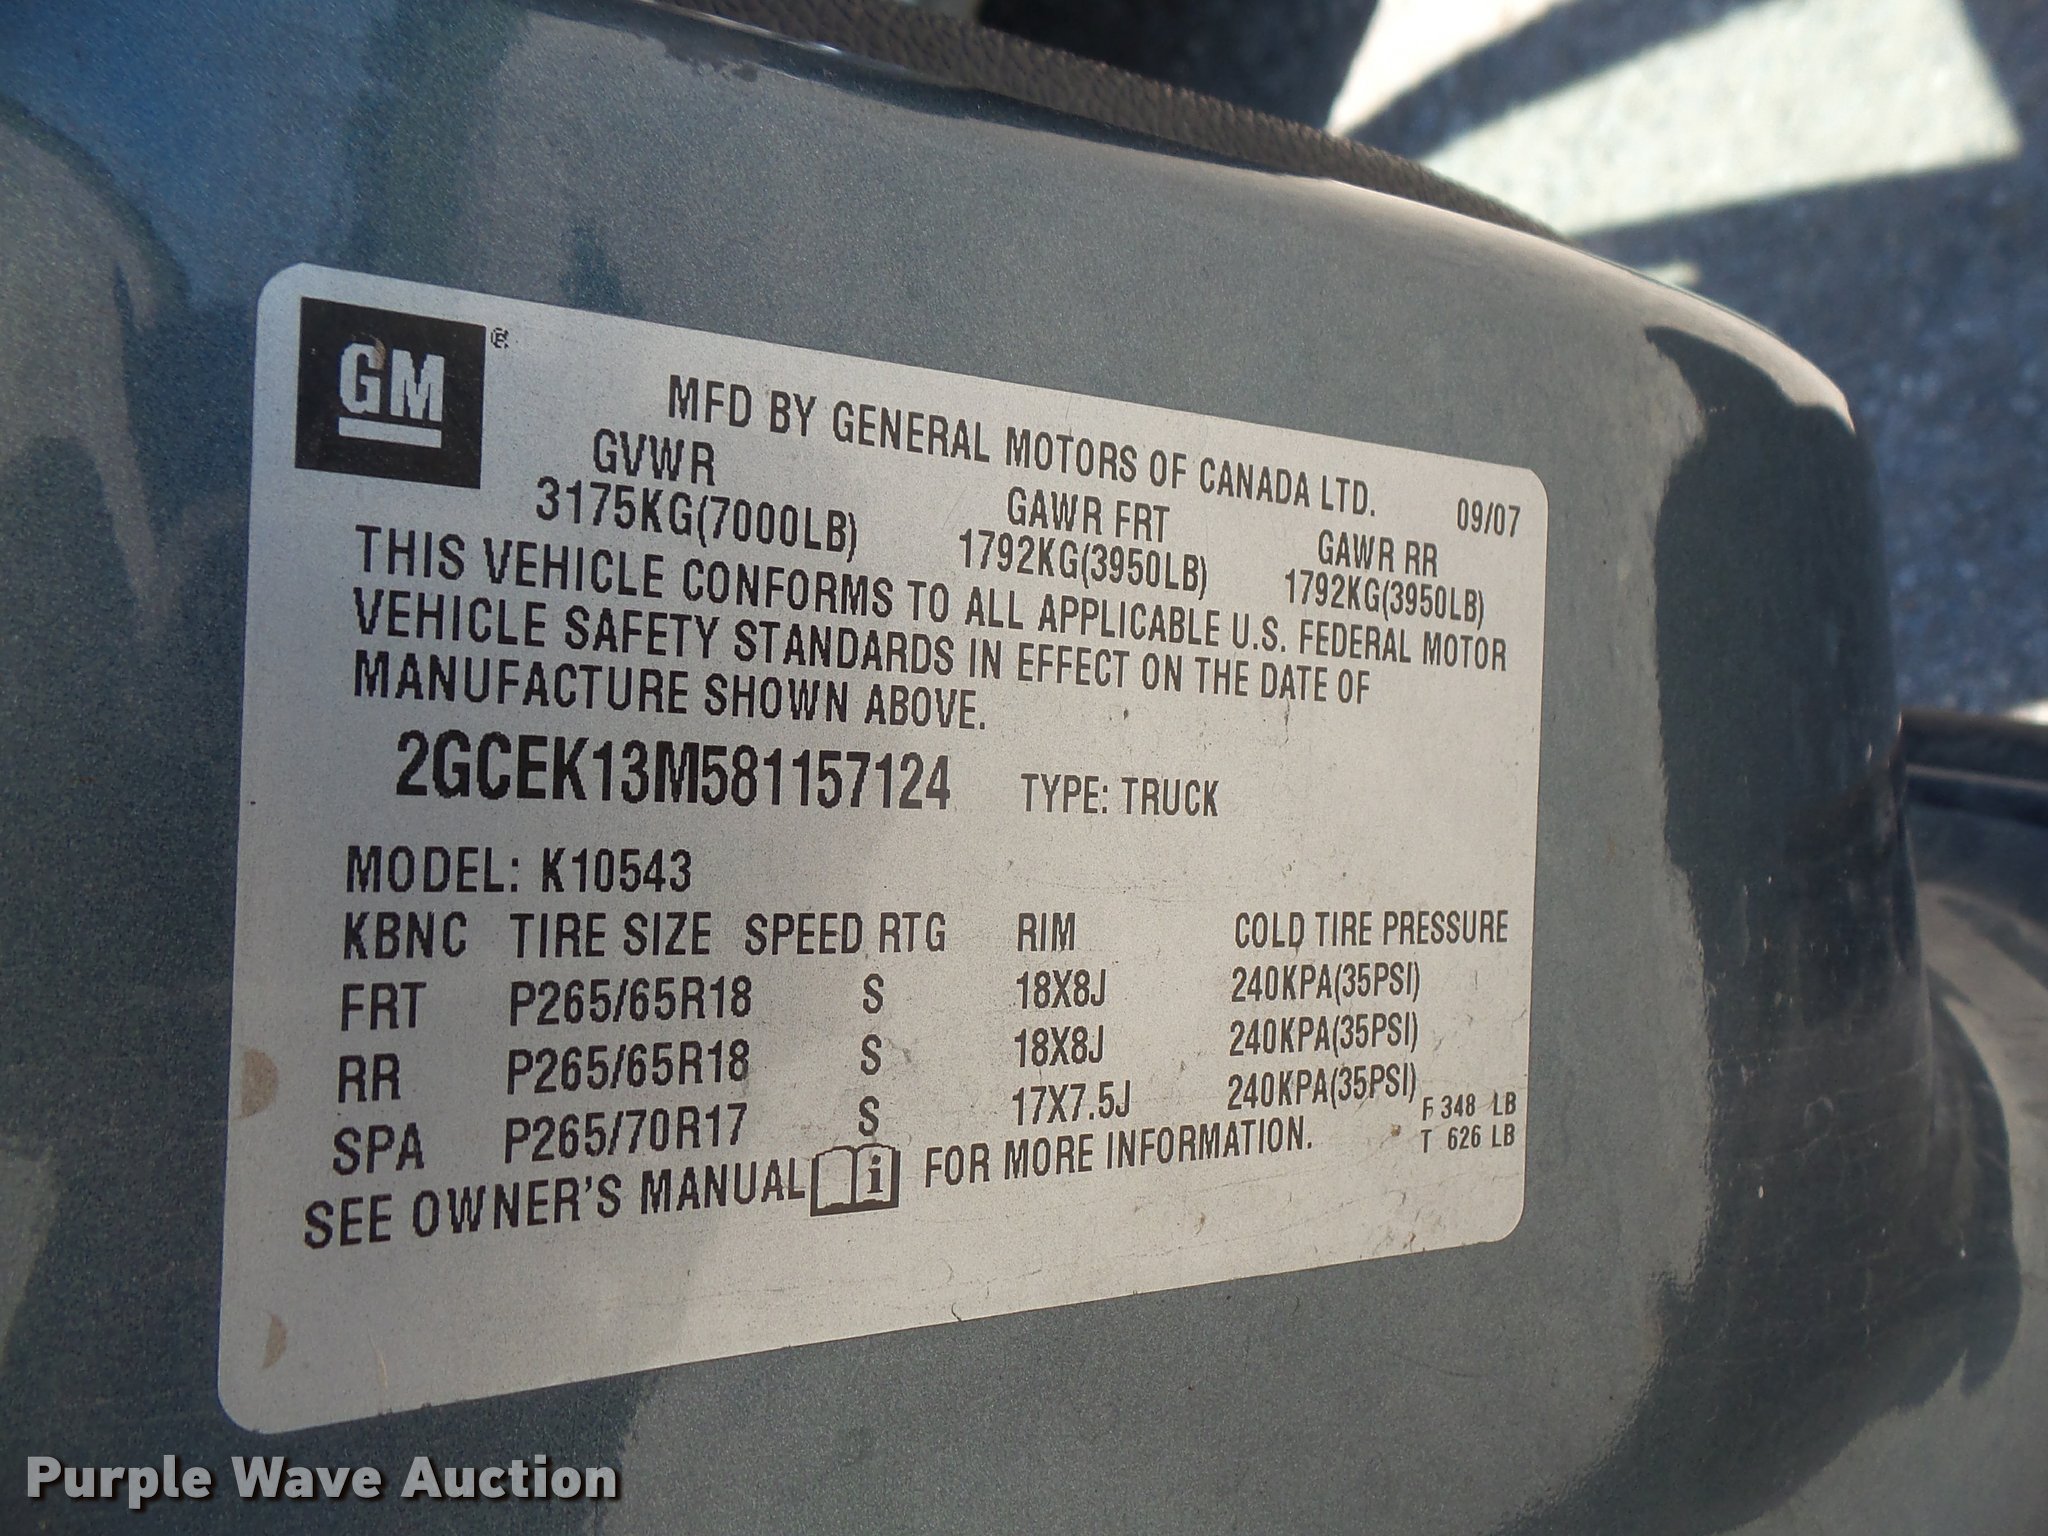 GM®
MFD BY GENERAL MOTORS OF CANADA LTD.
GVWR GAWR FRT GAWR RR 09/07
3175KG(7000LB) 1792KG(3950LB) 1792KG(3950LB)
THIS VEHICLE CONFORMS TO ALL APPLICABLE U.S. FEDERAL MOTOR
VEHICLE SAFETY STANDARDS IN EFFECT ON THE DATE OF
MANUFACTURE SHOWN ABOVE.
2GCEK13M581157124 TYPE: TRUCK
MODEL: K10543
KBNC TIRE SIZE SPEED RTG RIM COLD TIRE PRESSURE
FRT P265/65R18 S 18X8J 240KPA(35PSI)
RR P265/65R18 S 18X8J 240KPA(35PSI)
SPA P265/70R17 S 17X7.5J 240KPA(35PSI)
F 348 LB
T 626 LB
SEE OWNER'S MANUAL i FOR MORE INFORMATION.
Purple Wave Auction